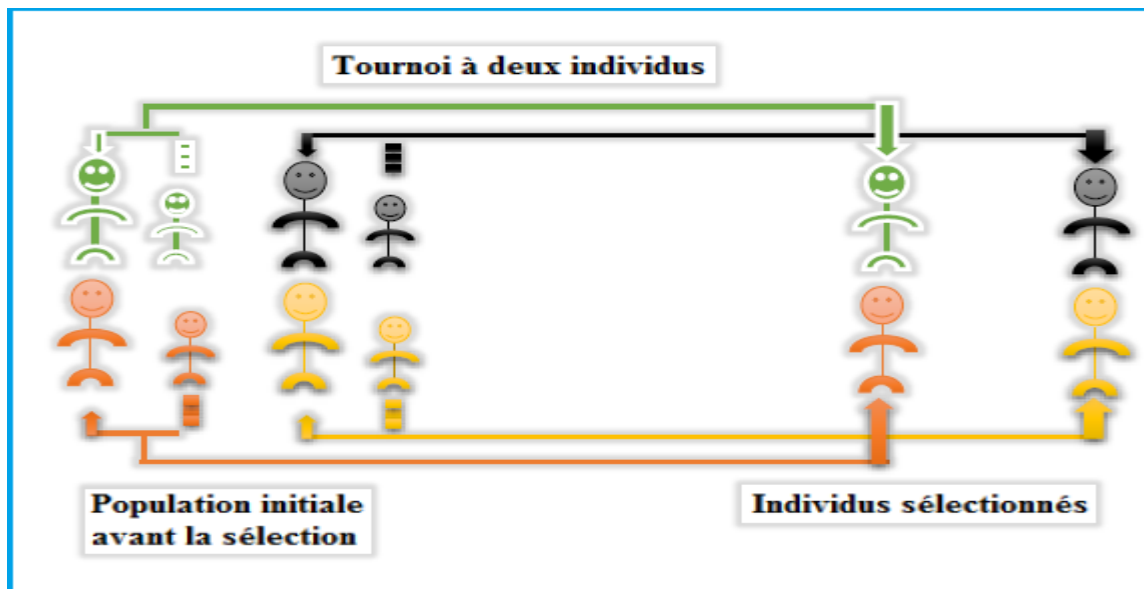 Tournoi à deux individus
Population initiale
avant la sélection
Individus sélectionnés